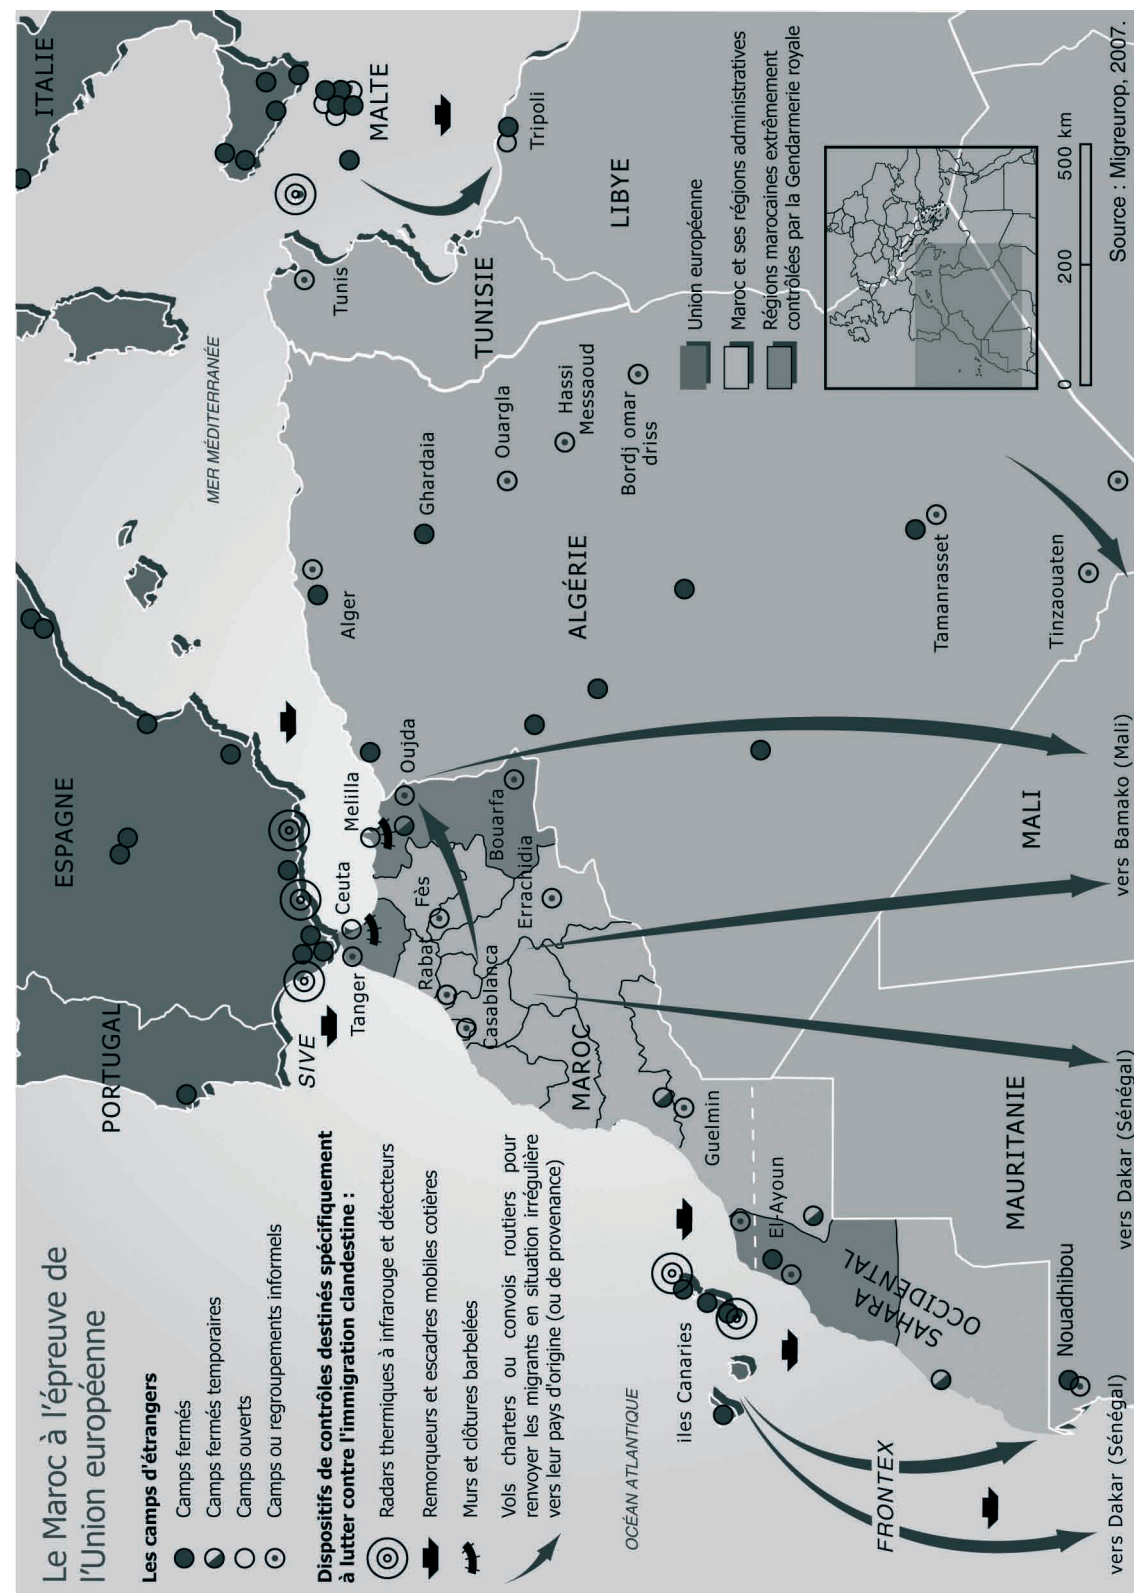 Le Maroc à l'épreuve de
l'Union européenne
Les camps d'étrangers
Camps fermés
Camps fermés temporaires
Camps ouverts
Camps ou regroupements informels
Dispositifs de contrôles destinés spécifiquement
à lutter contre l'immigration clandestine :
Radars thermiques à infrarouge et détecteurs
Remorqueurs et escadres mobiles cotières
Murs et clôtures barbelées
Vols charters ou convois routiers pour
renvoyer les migrants en situation irrégulière
vers leur pays d'origine (ou de provenance)
PORTUGAL
ESPAGNE
ITALIE
MER MÉDITERRANÉE
MALTE
SIVE
Tanger
Ceuta
Melilla
Oujda
Alger
Tunis
TUNISIE
Tripoli
LIBYE
Rabat
Fès
Casablanca
Bouarfa
Errachidia
MAROC
Ghardaia
Ouargla
Hassi
Messaoud
Bordj omar
driss
ALGÉRIE
OCÉAN ATLANTIQUE
iles Canaries
Guelmin
El-Ayoun
SAHARA
OCCIDENTAL
Tamanrasset
Tinzaouaten
FRONTEX
Nouadhibou
MAURITANIE
MALI
vers Dakar (Sénégal)
vers Dakar (Sénégal)
vers Bamako (Mali)
Union européenne
Maroc et ses régions administratives
Régions marocaines extrêmement
contrôlées par la Gendarmerie royale
0 200 500 km
Source : Migreurop, 2007.